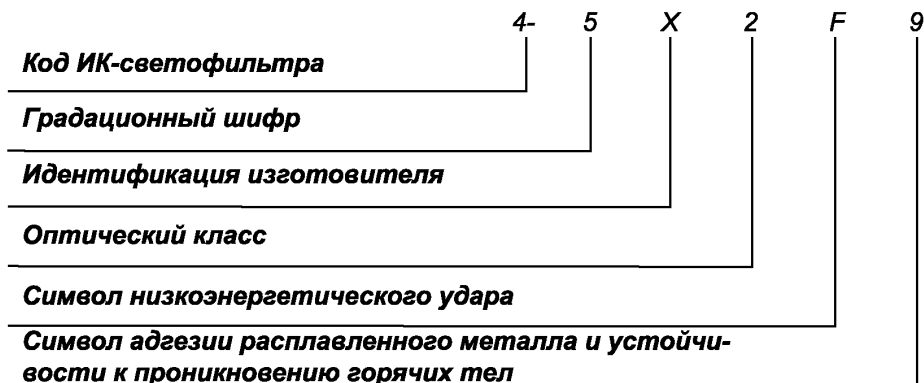 4- 5 X 2 F 9
Код ИК-светофильтра
Градационный шифр
Идентификация изготовителя
Оптический класс
Символ низкоэнергетического удара
Символ адгезии расплавленного металла и устойчи-
вости к проникновению горячих тел